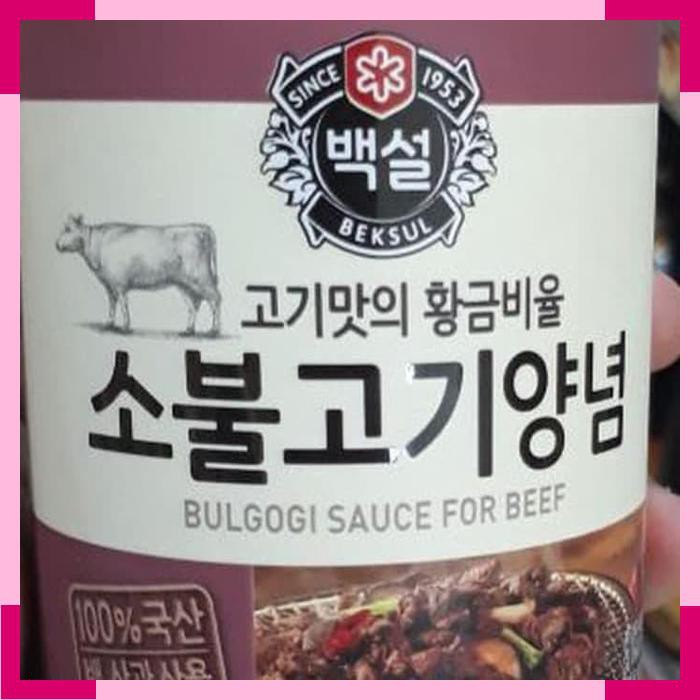 SINCE 1953
백설
BEKSUL
고기맛의 황금비율
소불고기양념
BULGOGI SAUCE FOR BEEF
100%국산